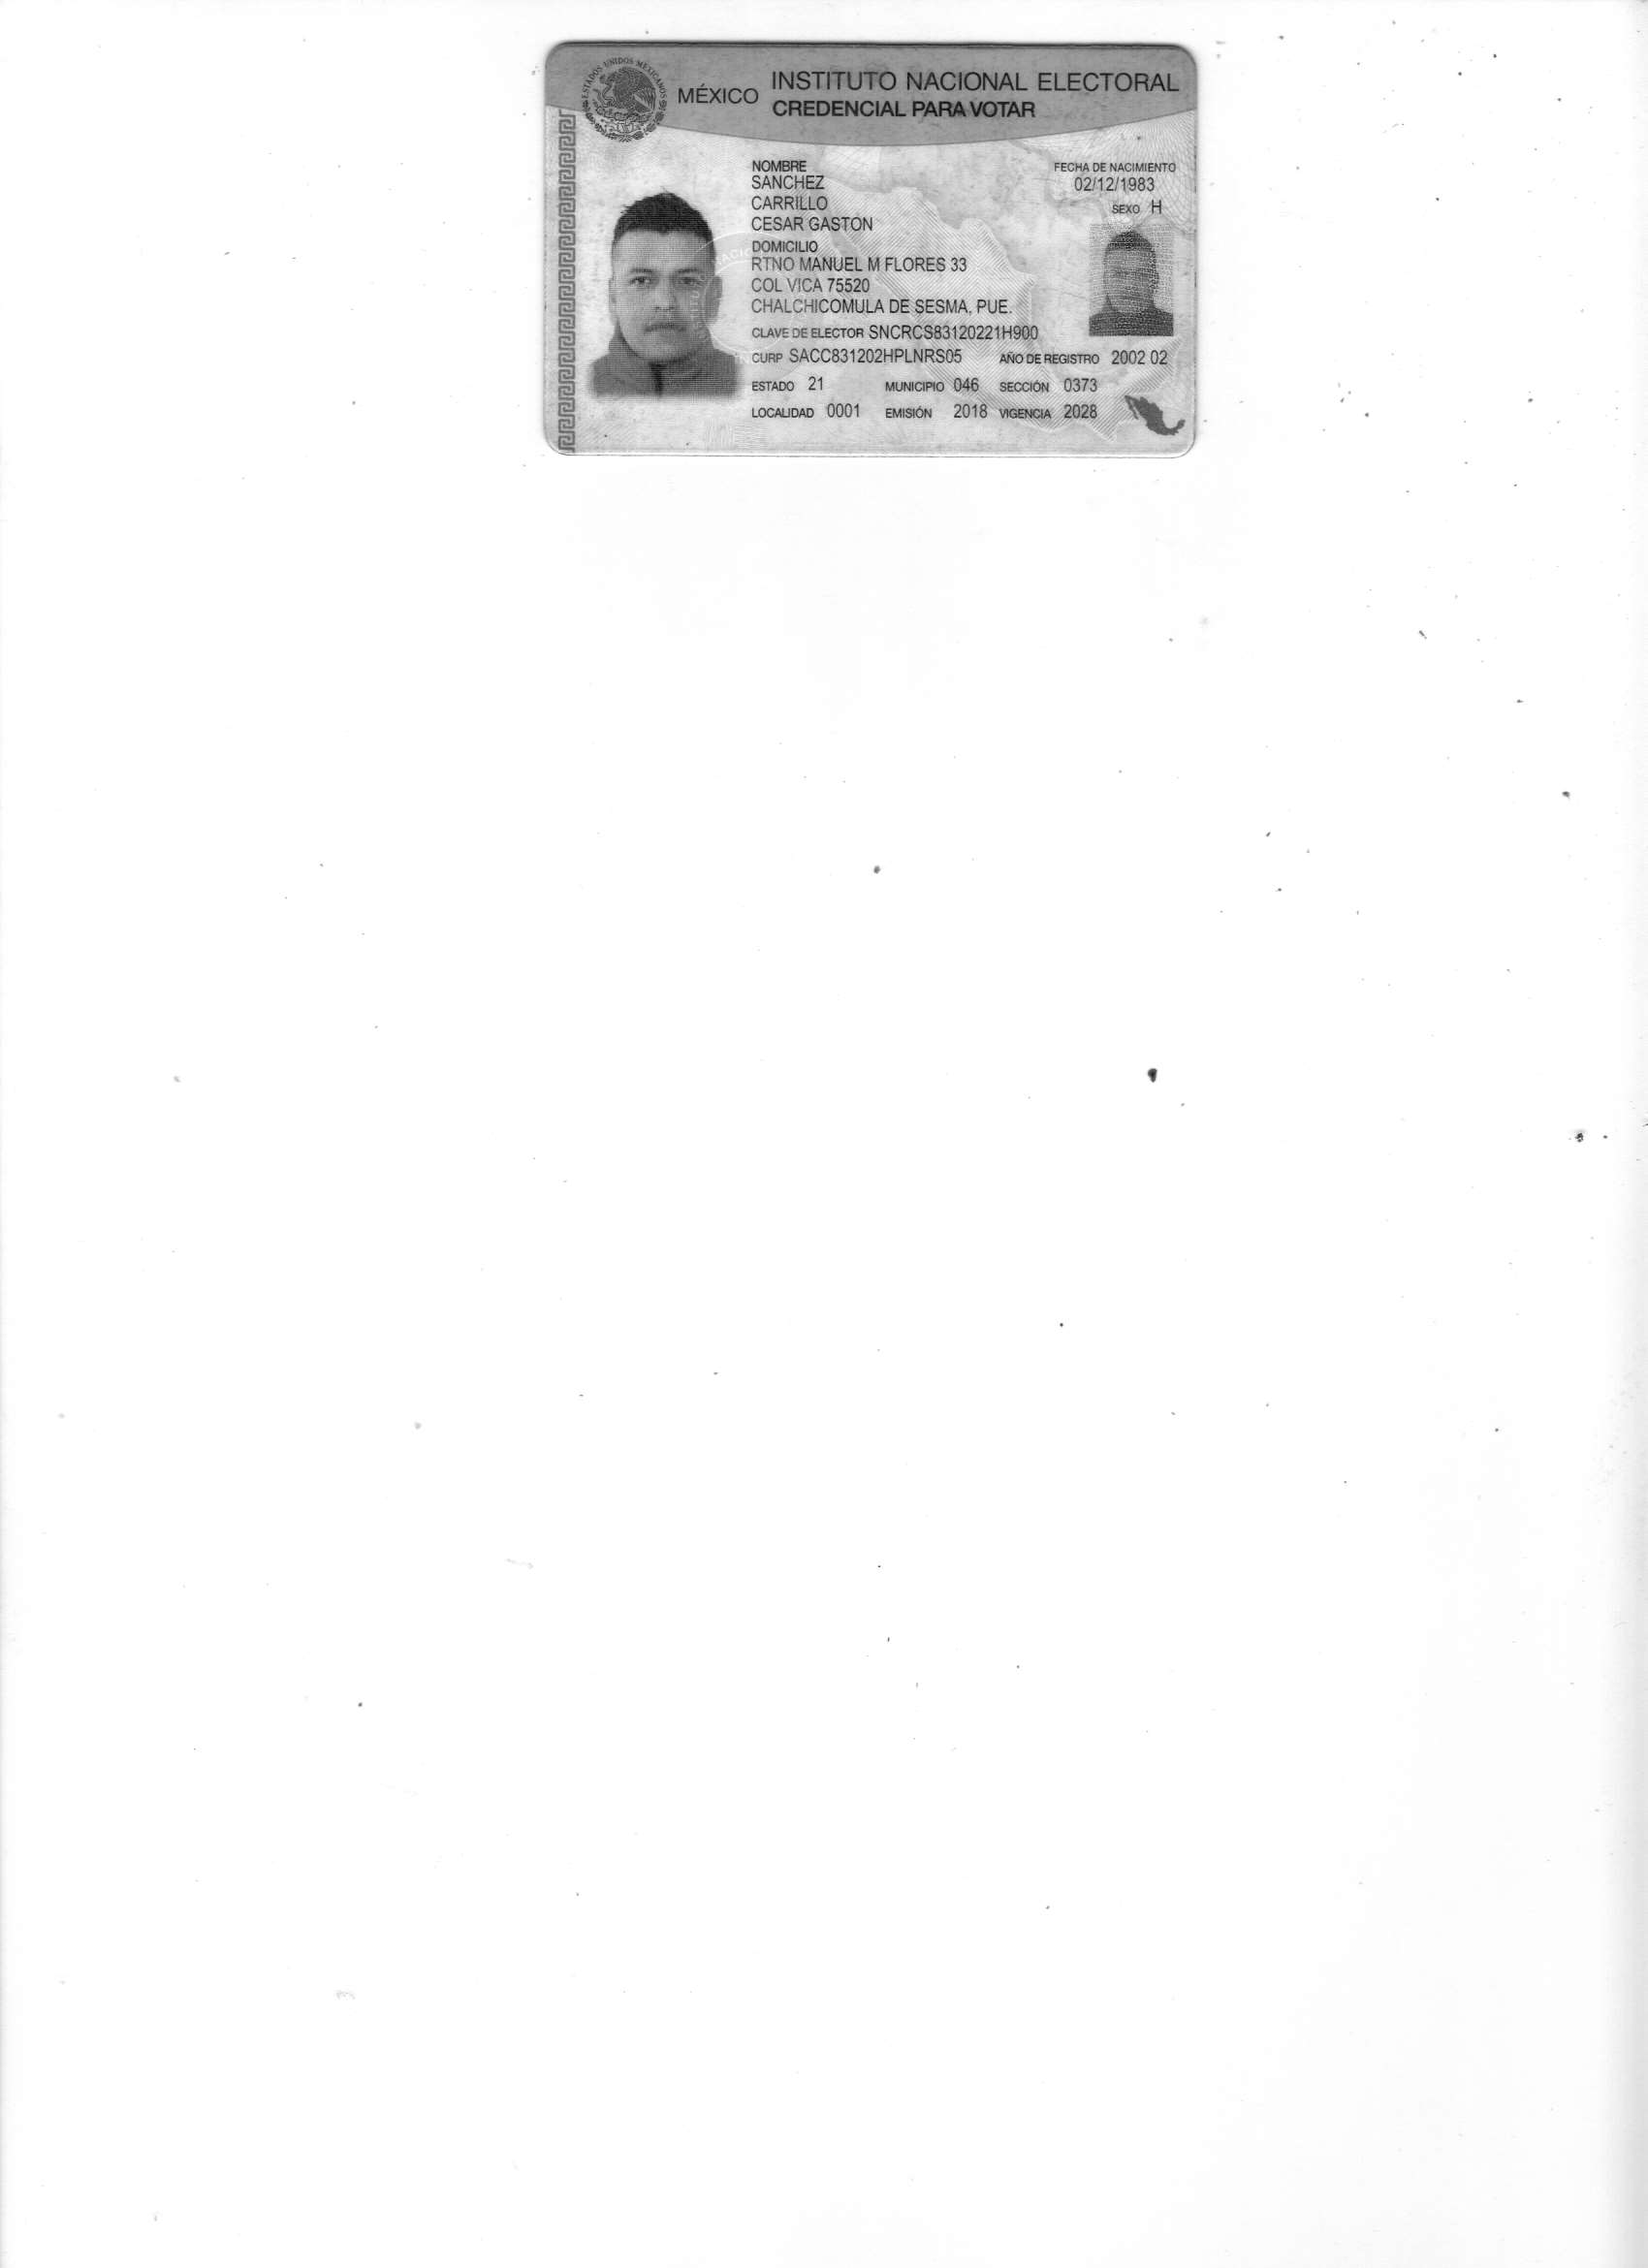 ESTADOS UNIDOS MEXICANOS
MÉXICO
INSTITUTO NACIONAL ELECTORAL
CREDENCIAL PARA VOTAR
NOMBRE
SANCHEZ
CARRILLO
CESAR GASTON
FECHA DE NACIMIENTO
02/12/1983
SEXO H
DOMICILIO
RTNO MANUEL M FLORES 33
COL VICA 75520
CHALCHICOMULA DE SESMA, PUE.
CLAVE DE ELECTOR SNCRCS83120221H900
CURP SACC831202HPLNRS05 AÑO DE REGISTRO 2002 02
ESTADO 21 MUNICIPIO 046 SECCIÓN 0373
LOCALIDAD 0001 EMISIÓN 2018 VIGENCIA 2028